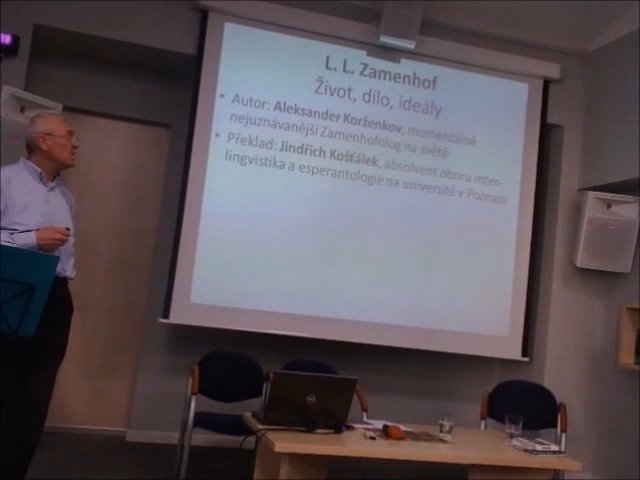 L. L. Zamenhof
Život, dílo, ideály
• Autor: Aleksander Korženkov, momentálně
nejuznávanější Zamenhofolog na světě
• Překlad: Jindřich Košťálek, absolvent oboru inter-
lingvistika a esperantologie na universitě v Poznani
DELL